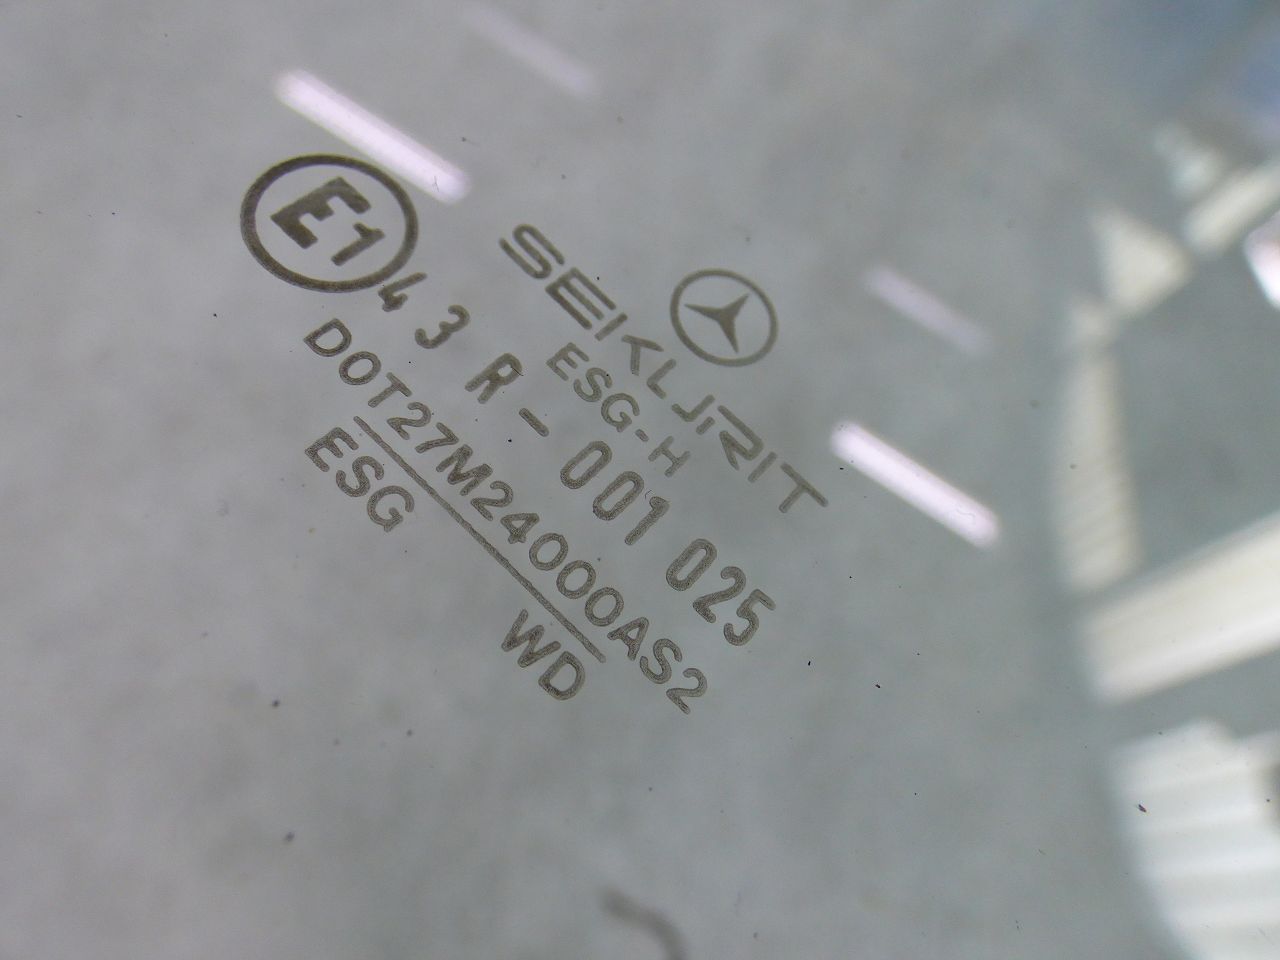 SEKURIT
ESG-H
E1
43 R-001 025
DOT27M24000AS2
ESG WD